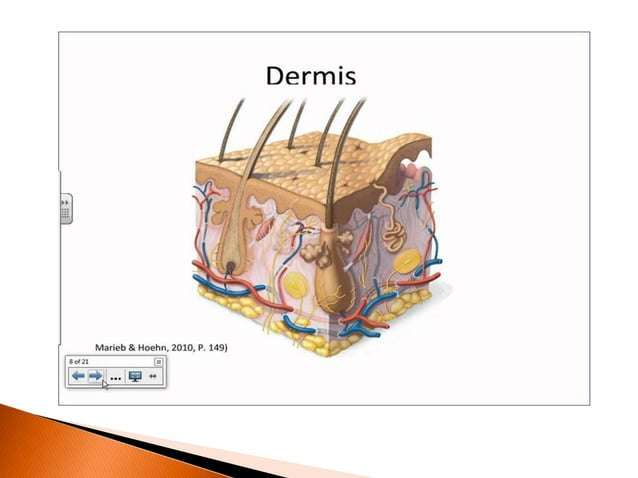 Dermis
Marieb & Hoehn, 2010, P. 149)
8 of 21